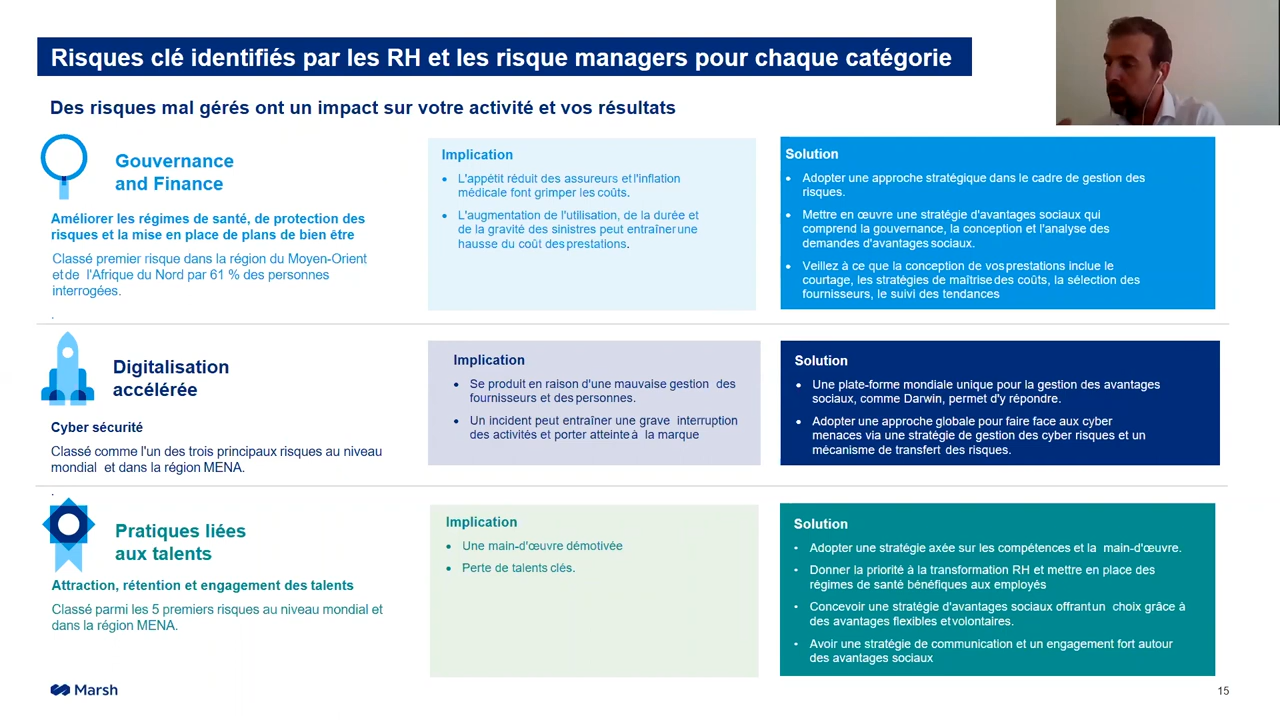 Risques clé identifiés par les RH et les risque managers pour chaque catégorie
Des risques mal gérés ont un impact sur votre activité et vos résultats
Gouvernance
and Finance
Améliorer les régimes de santé, de protection des
risques et la mise en place de plans de bien être
Classé premier risque dans la région du Moyen-Orient
et de l'Afrique du Nord par 61 % des personnes
interrogées.
.
Implication
• L'appétit réduit des assureurs et l'inflation
médicale font grimper les coûts.
• L'augmentation de l'utilisation, de la durée et
de la gravité des sinistres peut entraîner une
hausse du coût des prestations.
Solution
• Adopter une approche stratégique dans le cadre de gestion des
risques.
• Mettre en œuvre une stratégie d'avantages sociaux qui
comprend la gouvernance, la conception et l'analyse des
demandes d'avantages sociaux.
• Veillez à ce que la conception de vos prestations inclue le
courtage, les stratégies de maîtrise des coûts, la sélection des
fournisseurs, le suivi des tendances
Digitalisation
accélérée
Cyber sécurité
Classé comme l'un des trois principaux risques au niveau
mondial et dans la région MENA.
.
Implication
• Se produit en raison d'une mauvaise gestion des
fournisseurs et des personnes.
• Un incident peut entraîner une grave interruption
des activités et porter atteinte à la marque
Solution
• Une plate-forme mondiale unique pour la gestion des avantages
sociaux, comme Darwin, permet d'y répondre.
• Adopter une approche globale pour faire face aux cyber
menaces via une stratégie de gestion des cyber risques et un
mécanisme de transfert des risques.
Pratiques liées
aux talents
Attraction, rétention et engagement des talents
Classé parmi les 5 premiers risques au niveau mondial et
dans la région MENA.
Implication
• Une main-d'œuvre démotivée
• Perte de talents clés.
Solution
• Adopter une stratégie axée sur les compétences et la main-d'œuvre.
• Donner la priorité à la transformation RH et mettre en place des
régimes de santé bénéfiques aux employés
• Concevoir une stratégie d'avantages sociaux offrant un choix grâce à
des avantages flexibles et volontaires.
• Avoir une stratégie de communication et un engagement fort autour
des avantages sociaux
Marsh
15